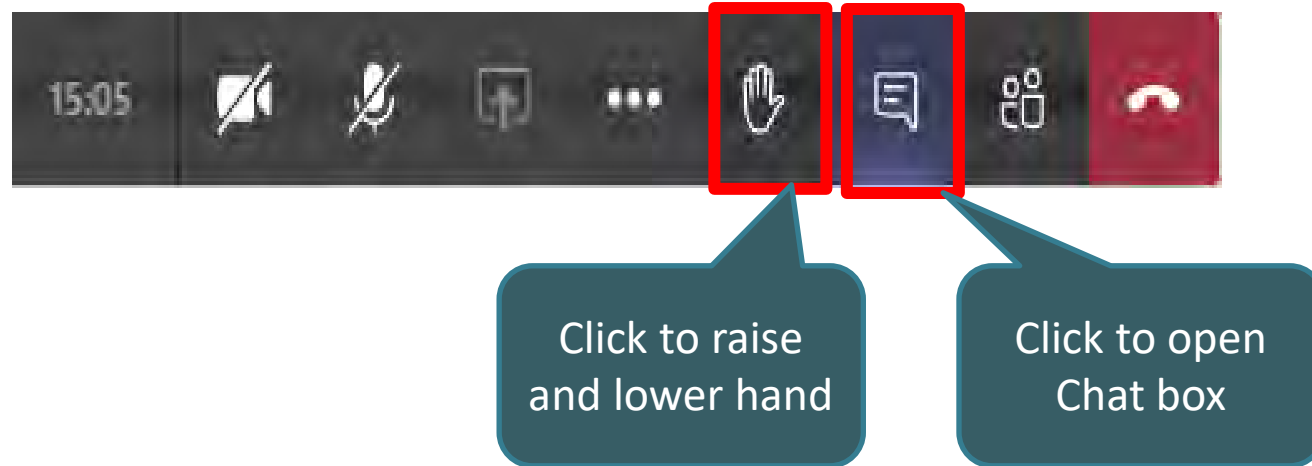 15:05
Click to raise
and lower hand
Click to open
Chat box